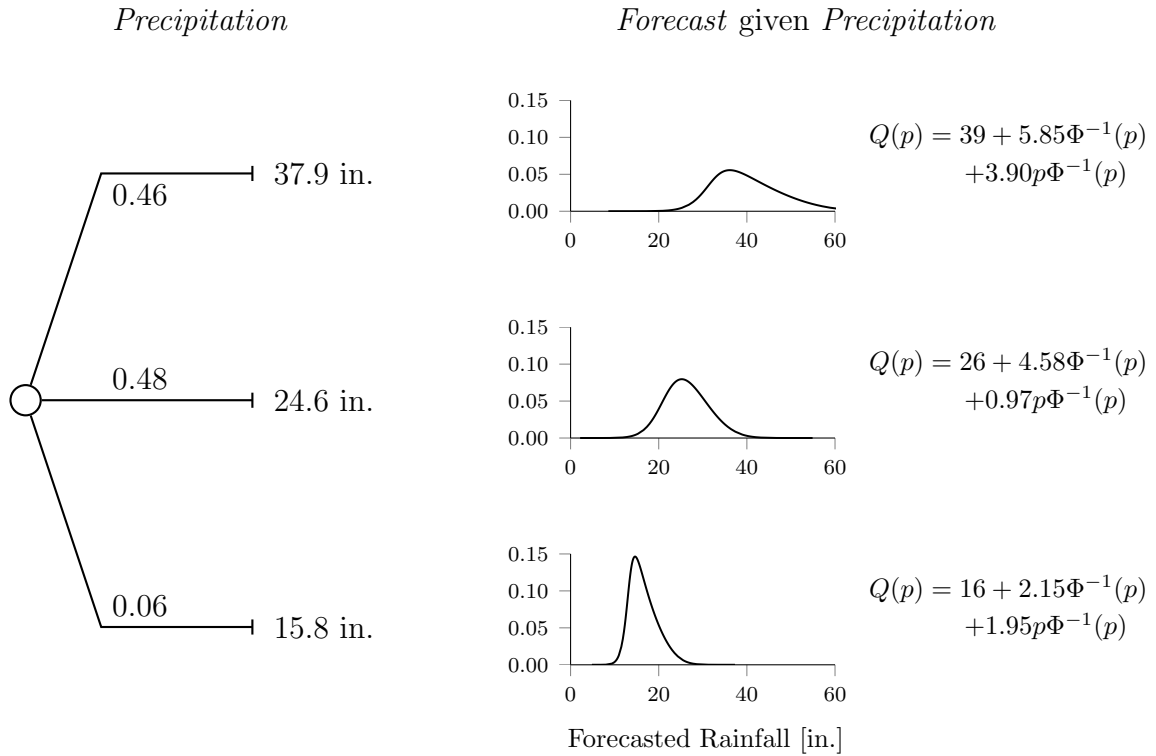 Precipitation
Forecast given Precipitation
0.46
37.9 in.
0.15
0.10
0.05
0.00
0 20 40 60
Q(p) = 39 + 5.85Φ⁻¹(p)
+3.90pΦ⁻¹(p)
0.48
24.6 in.
0.15
0.10
0.05
0.00
0 20 40 60
Q(p) = 26 + 4.58Φ⁻¹(p)
+0.97pΦ⁻¹(p)
0.06
15.8 in.
0.15
0.10
0.05
0.00
0 20 40 60
Q(p) = 16 + 2.15Φ⁻¹(p)
+1.95pΦ⁻¹(p)
Forecasted Rainfall [in.]